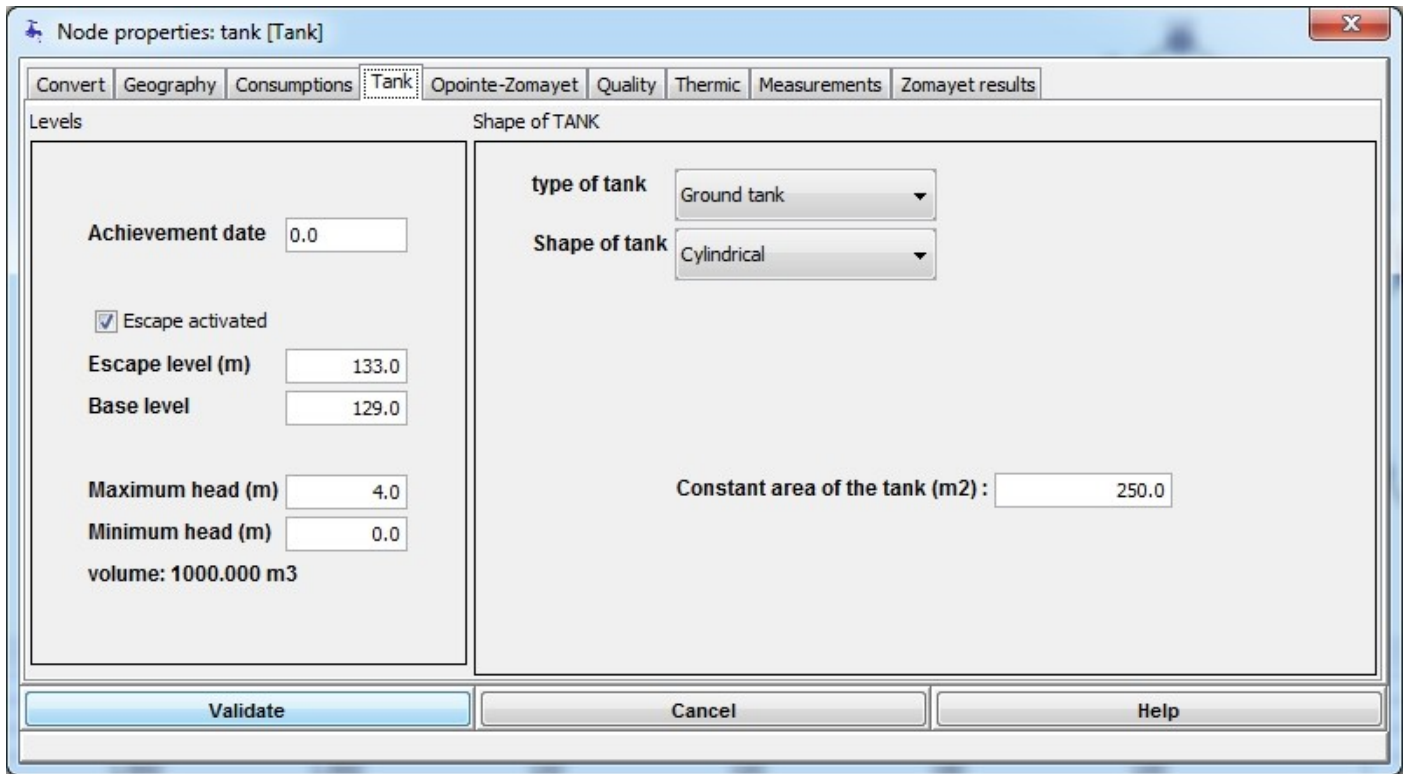 Node properties: tank [Tank]
Convert Geography Consumptions Tank Opointe-Zomayet Quality Thermic Measurements Zomayet results
Levels
Shape of TANK
Achievement date 0.0
Escape activated
Escape level (m) 133.0
Base level 129.0
Maximum head (m) 4.0
Minimum head (m) 0.0
volume: 1000.000 m3
type of tank Ground tank
Shape of tank Cylindrical
Constant area of the tank (m2) : 250.0
Validate Cancel Help